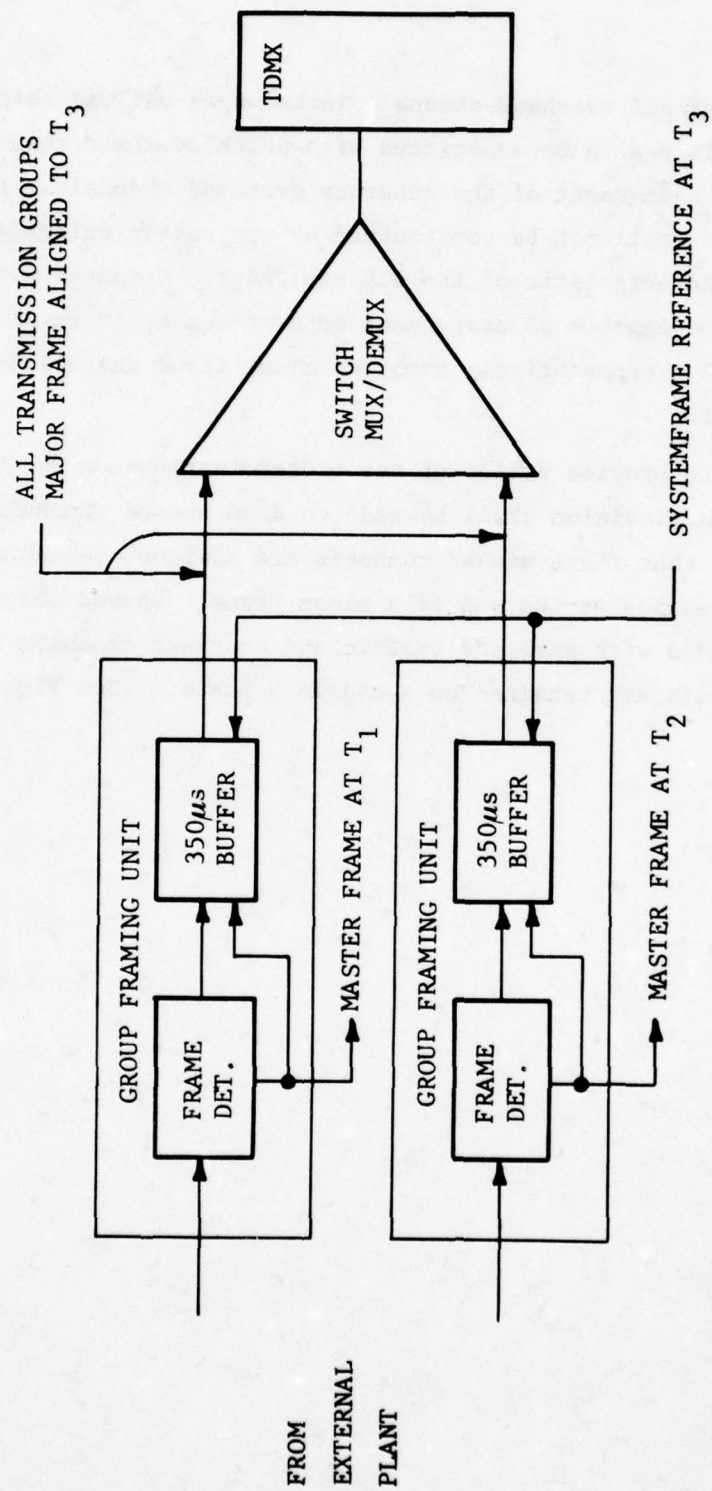 FROM
EXTERNAL
PLANT
GROUP FRAMING UNIT
FRAME
DET.
350μs
BUFFER
MASTER FRAME AT T1
GROUP FRAMING UNIT
FRAME
DET.
350μs
BUFFER
MASTER FRAME AT T2
ALL TRANSMISSION GROUPS
MAJOR FRAME ALIGNED TO T3
SWITCH
MUX/DEMUX
TDMX
SYSTEMFRAME REFERENCE AT T3